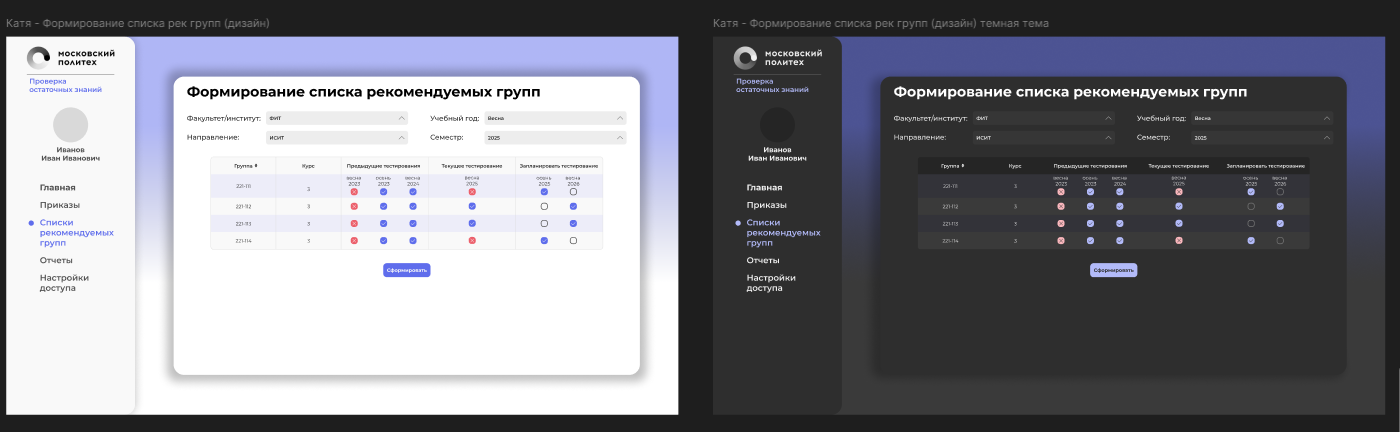 Катя - Формирование списка рек групп (дизайн)
московский
политех
Проверка
остаточных знаний
Иванов
Иван Иванович
Главная
Приказы
Списки
рекомендуемых
групп
Отчеты
Настройки
доступа
Формирование списка рекомендуемых групп
Факультет/институт: ФИТ Учебный год: Весна
Направление: ИСИТ Семестр: 2025
Группа Курс Предыдущие тестирования Текущее тестирование Запланировать тестирование
весна осень весна весна осень весна
2023 2023 2024 2025 2025 2026
221-111 3
221-112 3
221-113 3
221-114 3
Сформировать
Катя - Формирование списка рек групп (дизайн) темная тема
московский
политех
Проверка
остаточных знаний
Иванов
Иван Иванович
Главная
Приказы
Списки
рекомендуемых
групп
Отчеты
Настройки
доступа
Формирование списка рекомендуемых групп
Факультет/институт: ФИТ Учебный год: Весна
Направление: ИСИТ Семестр: 2025
Группа Курс Предыдущие тестирования Текущее тестирование Запланировать тестирование
весна осень весна весна осень весна
2023 2023 2024 2025 2025 2026
221-111 3
221-112 3
221-113 3
221-114 3
Сформировать